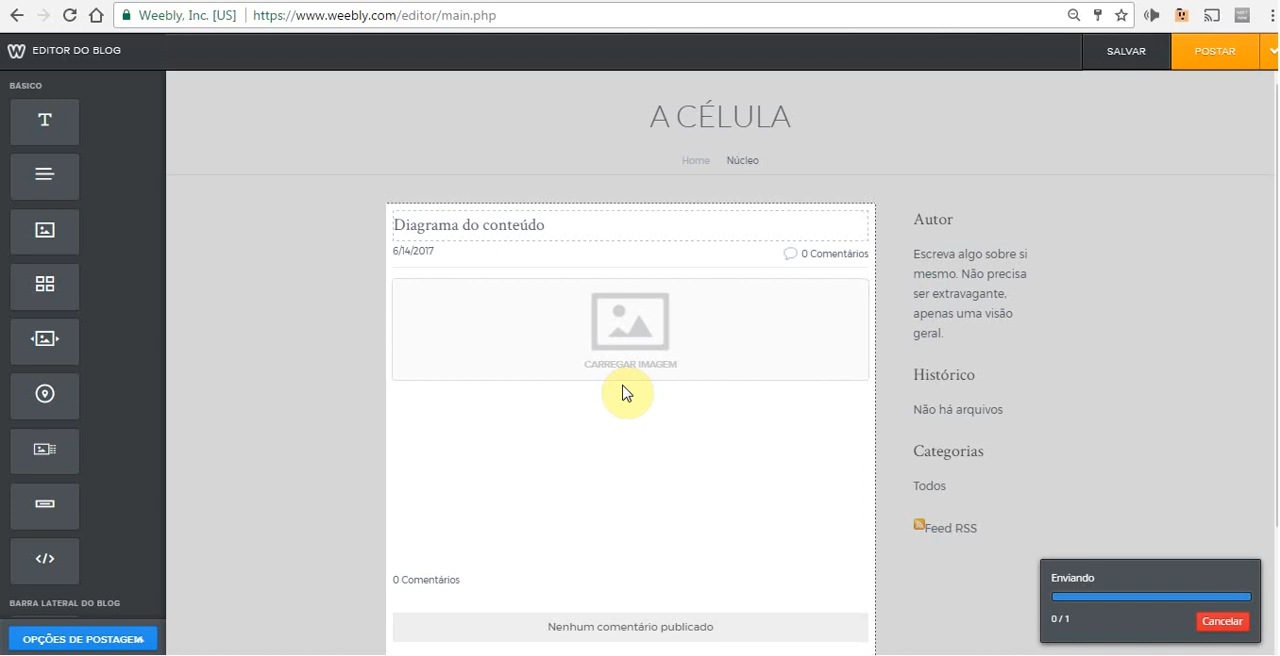 Weebly, Inc. [US] https://www.weebly.com/editor/main.php
EDITOR DO BLOG
SALVAR
POSTAR
BÁSICO
T
BARRA LATERAL DO BLOG
OPÇÕES DE POSTAGEM
A CÉLULA
Home Núcleo
Diagrama do conteúdo
6/14/2017
0 Comentários
CARREGAR IMAGEM
0 Comentários
Nenhum comentário publicado
Autor
Escreva algo sobre si
mesmo. Não precisa
ser extravagante,
apenas uma visão
geral.
Histórico
Não há arquivos
Categorias
Todos
Feed RSS
Enviando
0 / 1
Cancelar